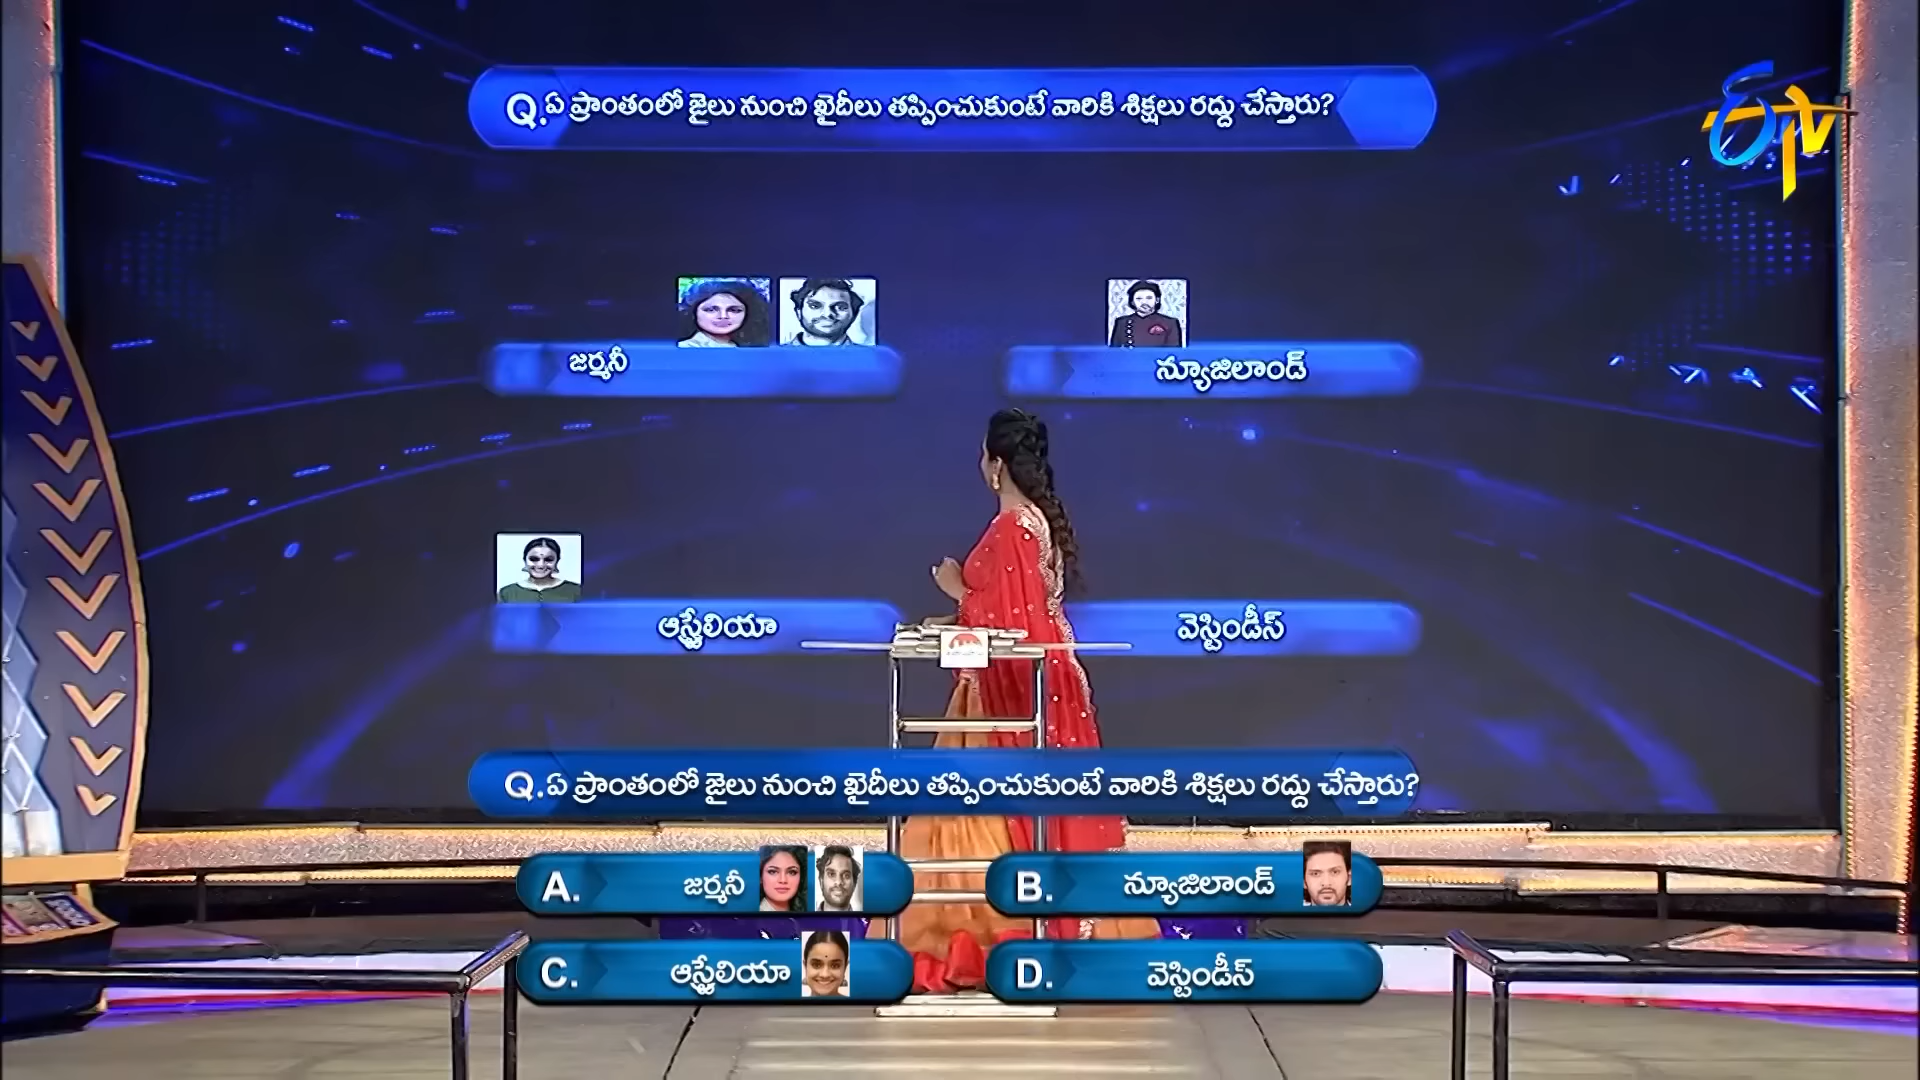 Q.ఏ ప్రాంతంలో జైలు నుంచి ఖైదీలు తప్పించుకుంటే వారికి శిక్షలు రద్దు చేస్తారు?
ETV
జర్మనీ
న్యూజిలాండ్
ఆస్ట్రేలియా
వెస్టిండీస్
Q.ఏ ప్రాంతంలో జైలు నుంచి ఖైదీలు తప్పించుకుంటే వారికి శిక్షలు రద్దు చేస్తారు?
A. జర్మనీ
B. న్యూజిలాండ్
C. ఆస్ట్రేలియా
D. వెస్టిండీస్